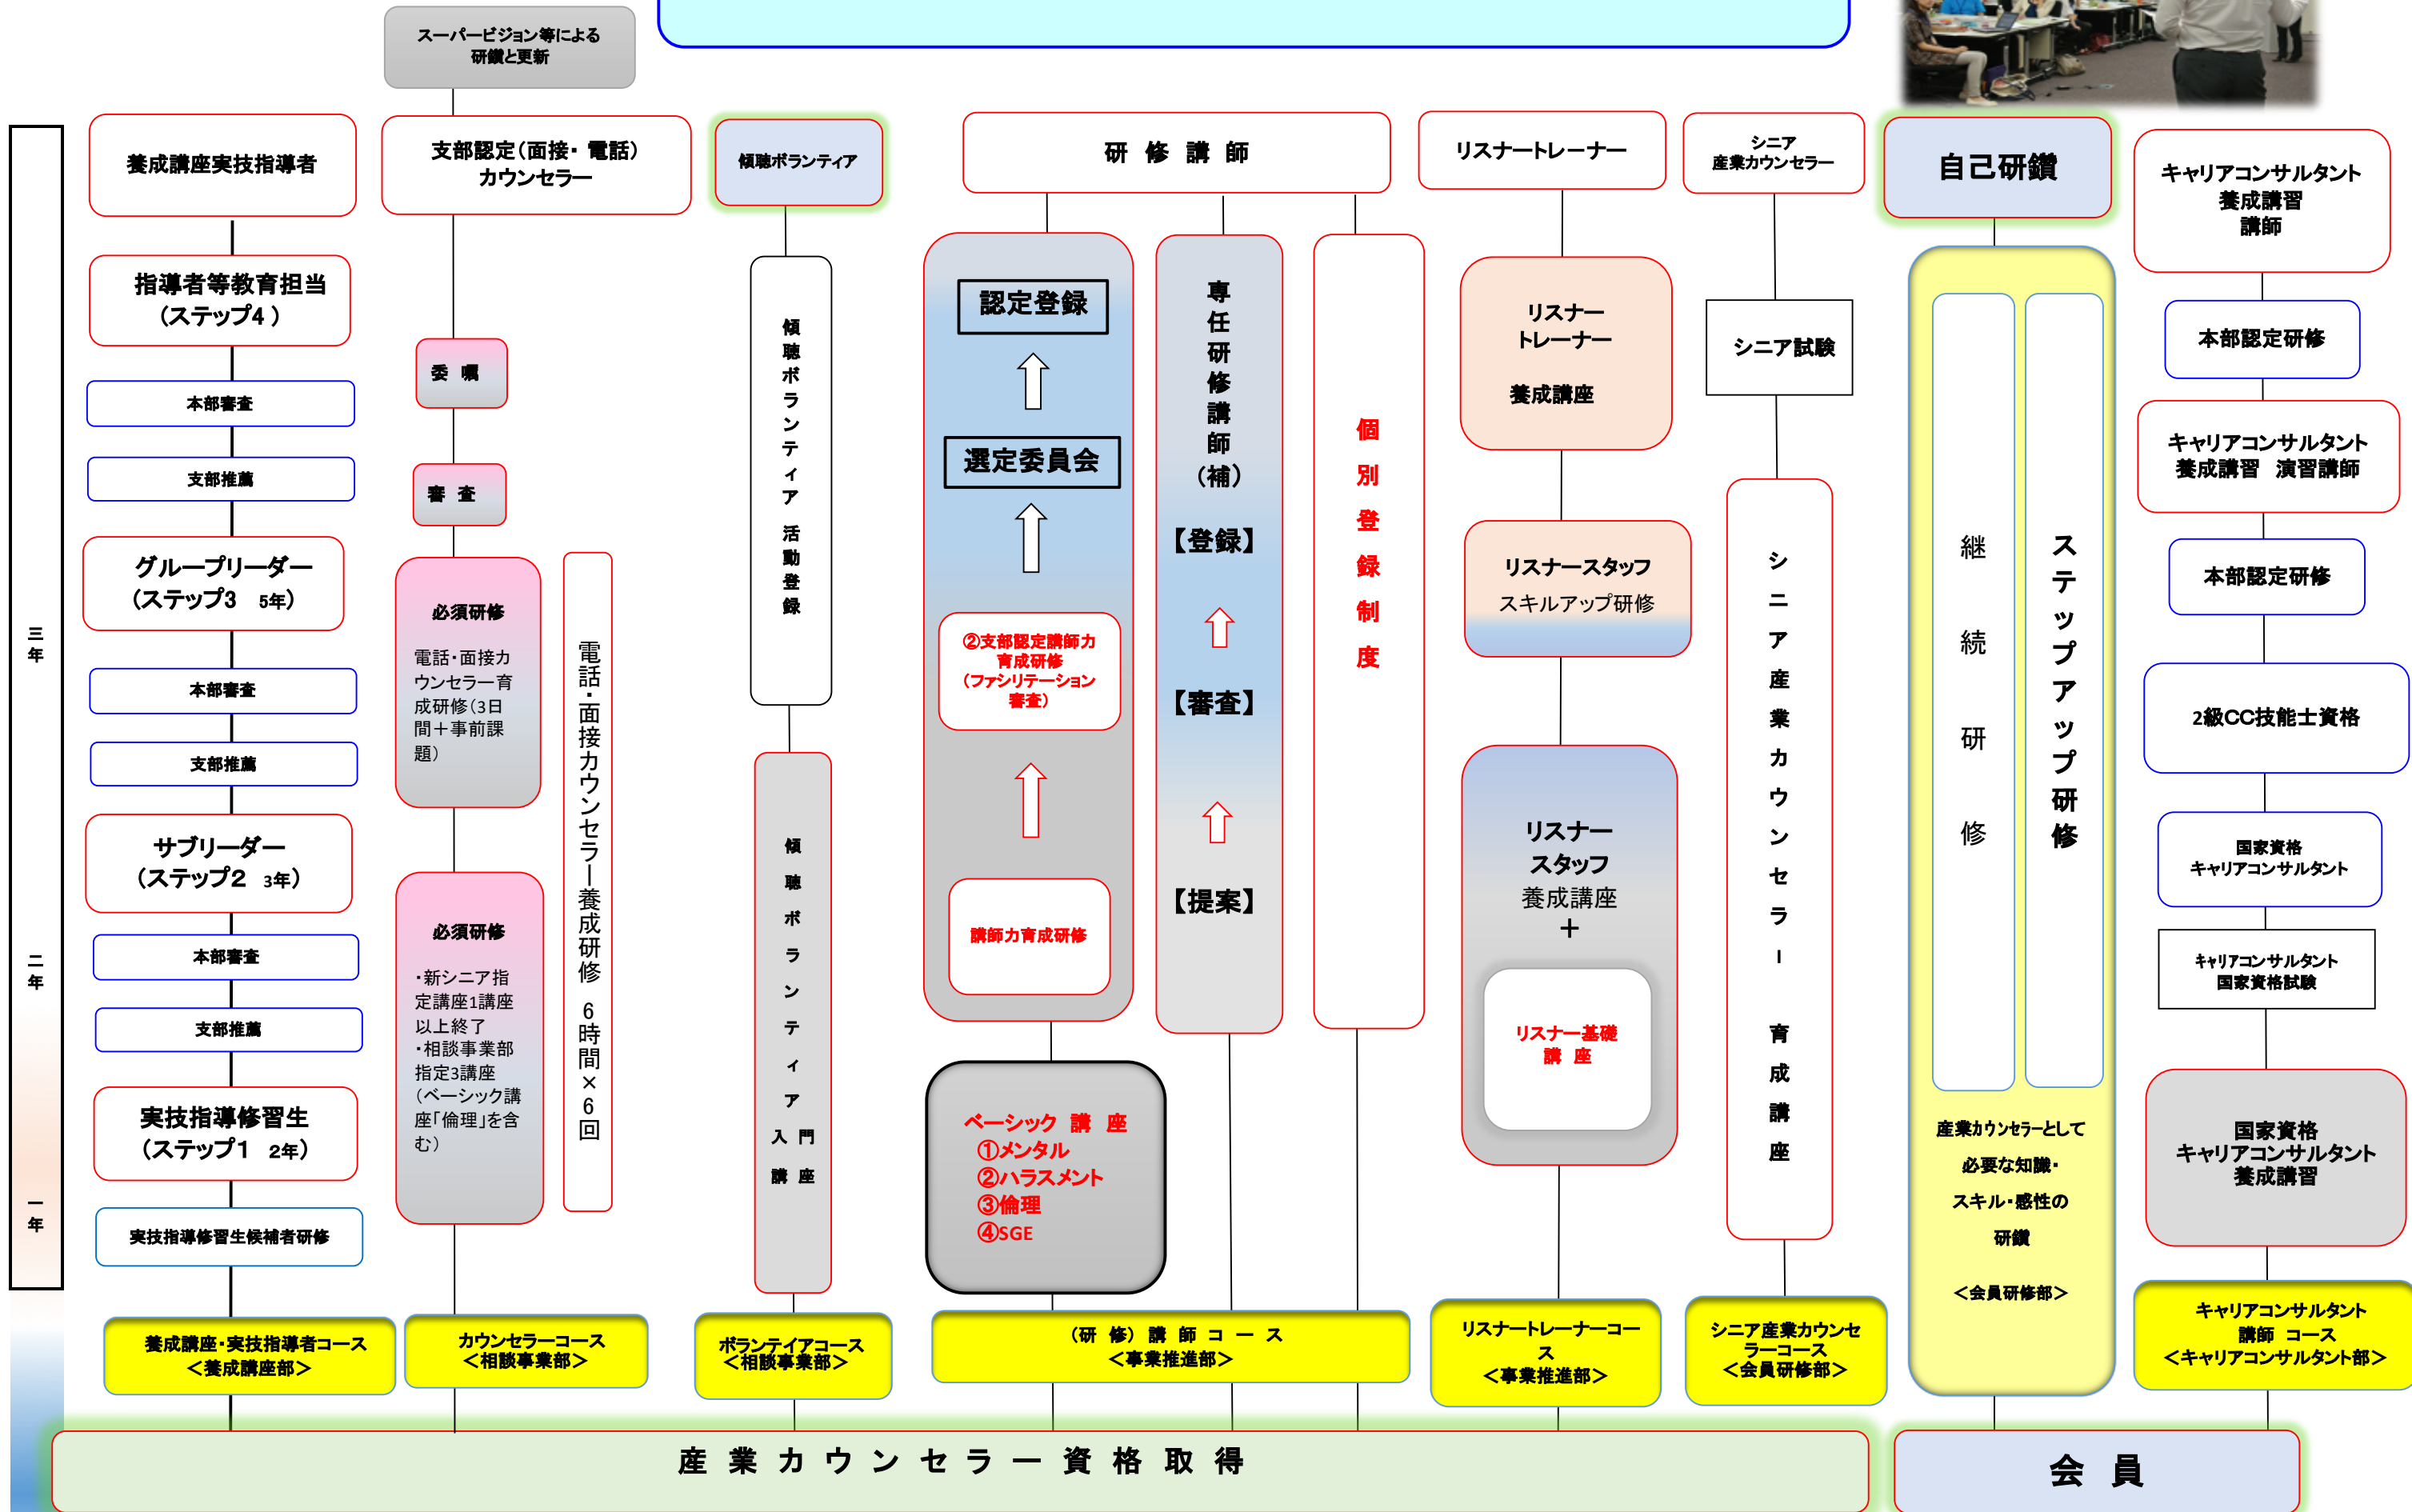 スーパービジョン等による
研鑽と更新
三年
二年
一年
養成講座実技指導者
指導者等教育担当
(ステップ4 )
本部審査
支部推薦
グループリーダー
(ステップ3 5年)
本部審査
支部推薦
サブリーダー
(ステップ2 3年)
本部審査
支部推薦
実技指導修習生
(ステップ1 2年)
実技指導修習生候補者研修
養成講座・実技指導者コース
<養成講座部>
支部認定(面接・ 電話)
カウンセラー
委 嘱
審 査
必須研修
電話・面接カ
ウンセラー育
成研修(3日
間+事前課
題)
必須研修
・新シニア指
定講座1講座
以上終了
・相談事業部
指定3講座
(ベーシック講
座「倫理」を含
む)
電話・面接カウンセラー養成研修 6時間×6回
カウンセラーコース
<相談事業部>
傾聴ボランティア
傾聴ボランティア 活動登録
傾聴ボランティア
入 門
講 座
ボランテイアコース
<相談事業部>
研 修 講 師
認定登録
選定委員会
②支部認定講師力
育成研修
(ファシリテーション
審査)
講師力育成研修
ベーシック 講 座
①メンタル
②ハラスメント
③倫理
④SGE
専任研修講師(補)
【登録】
【審査】
【提案】
個別登録制度
(研 修) 講 師 コ ー ス
<事業推進部>
リスナートレーナー
リスナー
トレーナー
養成講座
リスナースタッフ
スキルアップ研修
リスナー
スタッフ
養成講座
+
リスナー基礎
講 座
リスナートレーナーコー
ス
<事業推進部>
シニア
産業カウンセラー
シニア試験
シニア産業カウンセラー 育成講座
シニア産業カウンセ
ラーコース
<会員研修部>
自己研鑽
継続研修
ステップアップ研修
産業カウンセラーとして
必要な知識・
スキル・感性の
研鑽
<会員研修部>
キャリアコンサルタント
養成講習
講師
本部認定研修
キャリアコンサルタント
養成講習 演習講師
本部認定研修
2級CC技能士資格
国家資格
キャリアコンサルタント
キャリアコンサルタント
国家資格試験
国家資格
キャリアコンサルタント
養成講習
キャリアコンサルタント
講師 コース
<キャリアコンサルタント部>
産 業 カ ウ ン セ ラ ー 資 格 取 得
会 員